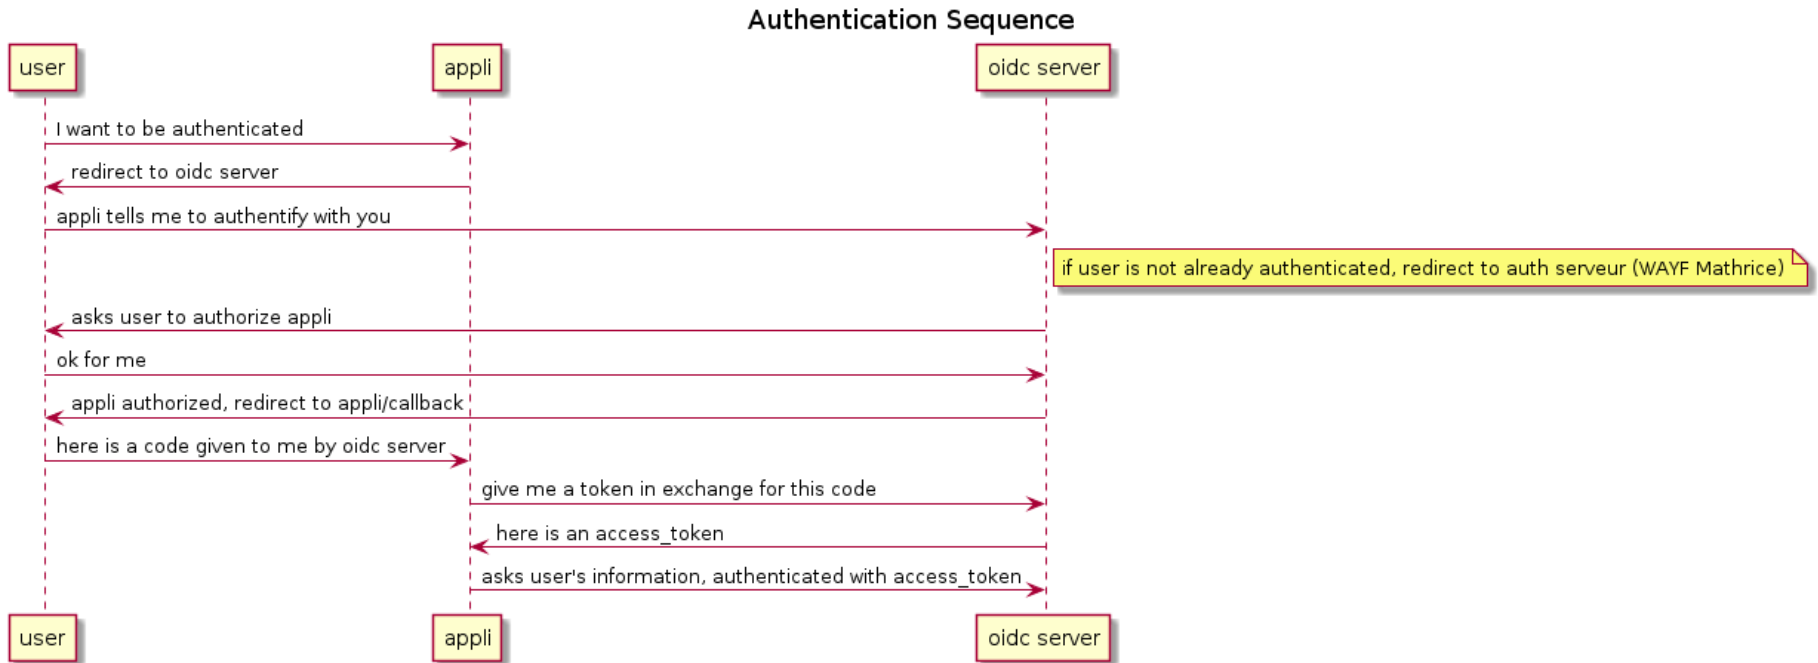 Authentication Sequence
user
appli
oidc server
I want to be authenticated
redirect to oidc server
appli tells me to authentify with you
if user is not already authenticated, redirect to auth serveur (WAYF Mathrice)
asks user to authorize appli
ok for me
appli authorized, redirect to appli/callback
here is a code given to me by oidc server
give me a token in exchange for this code
here is an access_token
asks user's information, authenticated with access_token
user
appli
oidc server